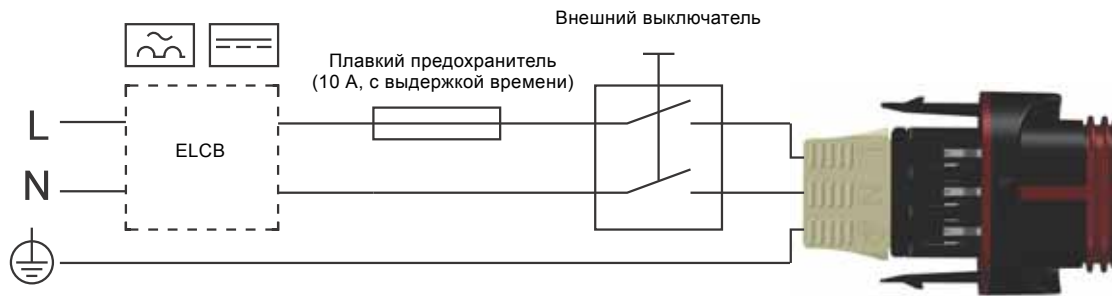 Внешний выключатель
Плавкий предохранитель
(10 А, с выдержкой времени)
L
ELCB
N